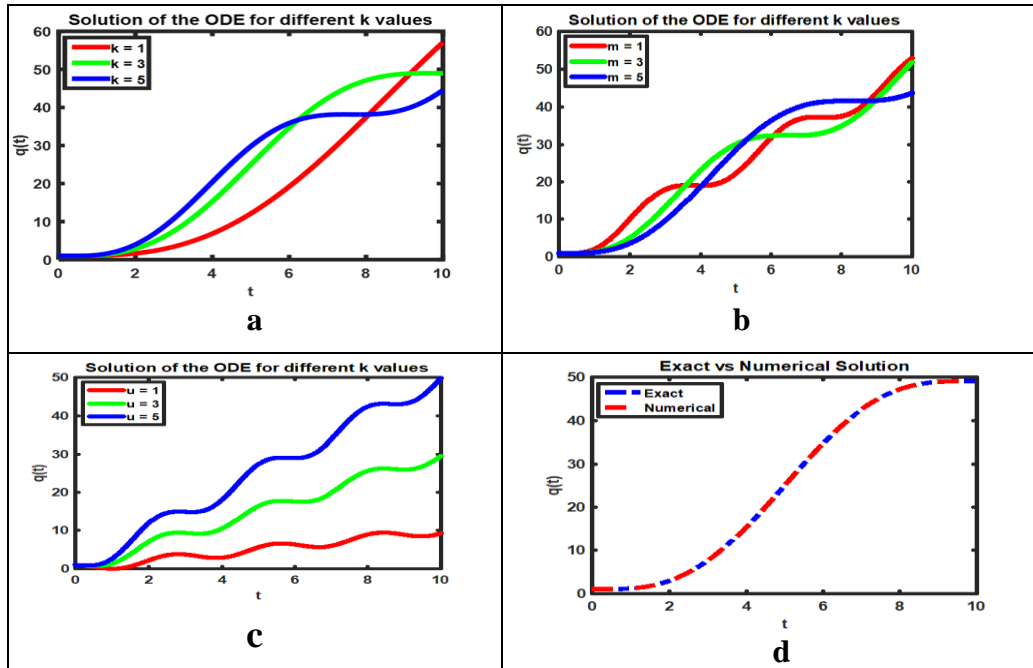 Solution of the ODE for different k values
k = 1
k = 3
k = 5
60
50
40
30
20
10
0
q(t)
0 2 4 6 8 10
t
a
Solution of the ODE for different k values
m = 1
m = 3
m = 5
60
50
40
30
20
10
0
q(t)
0 2 4 6 8 10
t
b
Solution of the ODE for different k values
u = 1
u = 3
u = 5
50
40
30
20
10
0
q(t)
0 2 4 6 8 10
t
c
Exact vs Numerical Solution
Exact
Numerical
50
40
30
20
10
0
q(t)
0 2 4 6 8 10
t
d